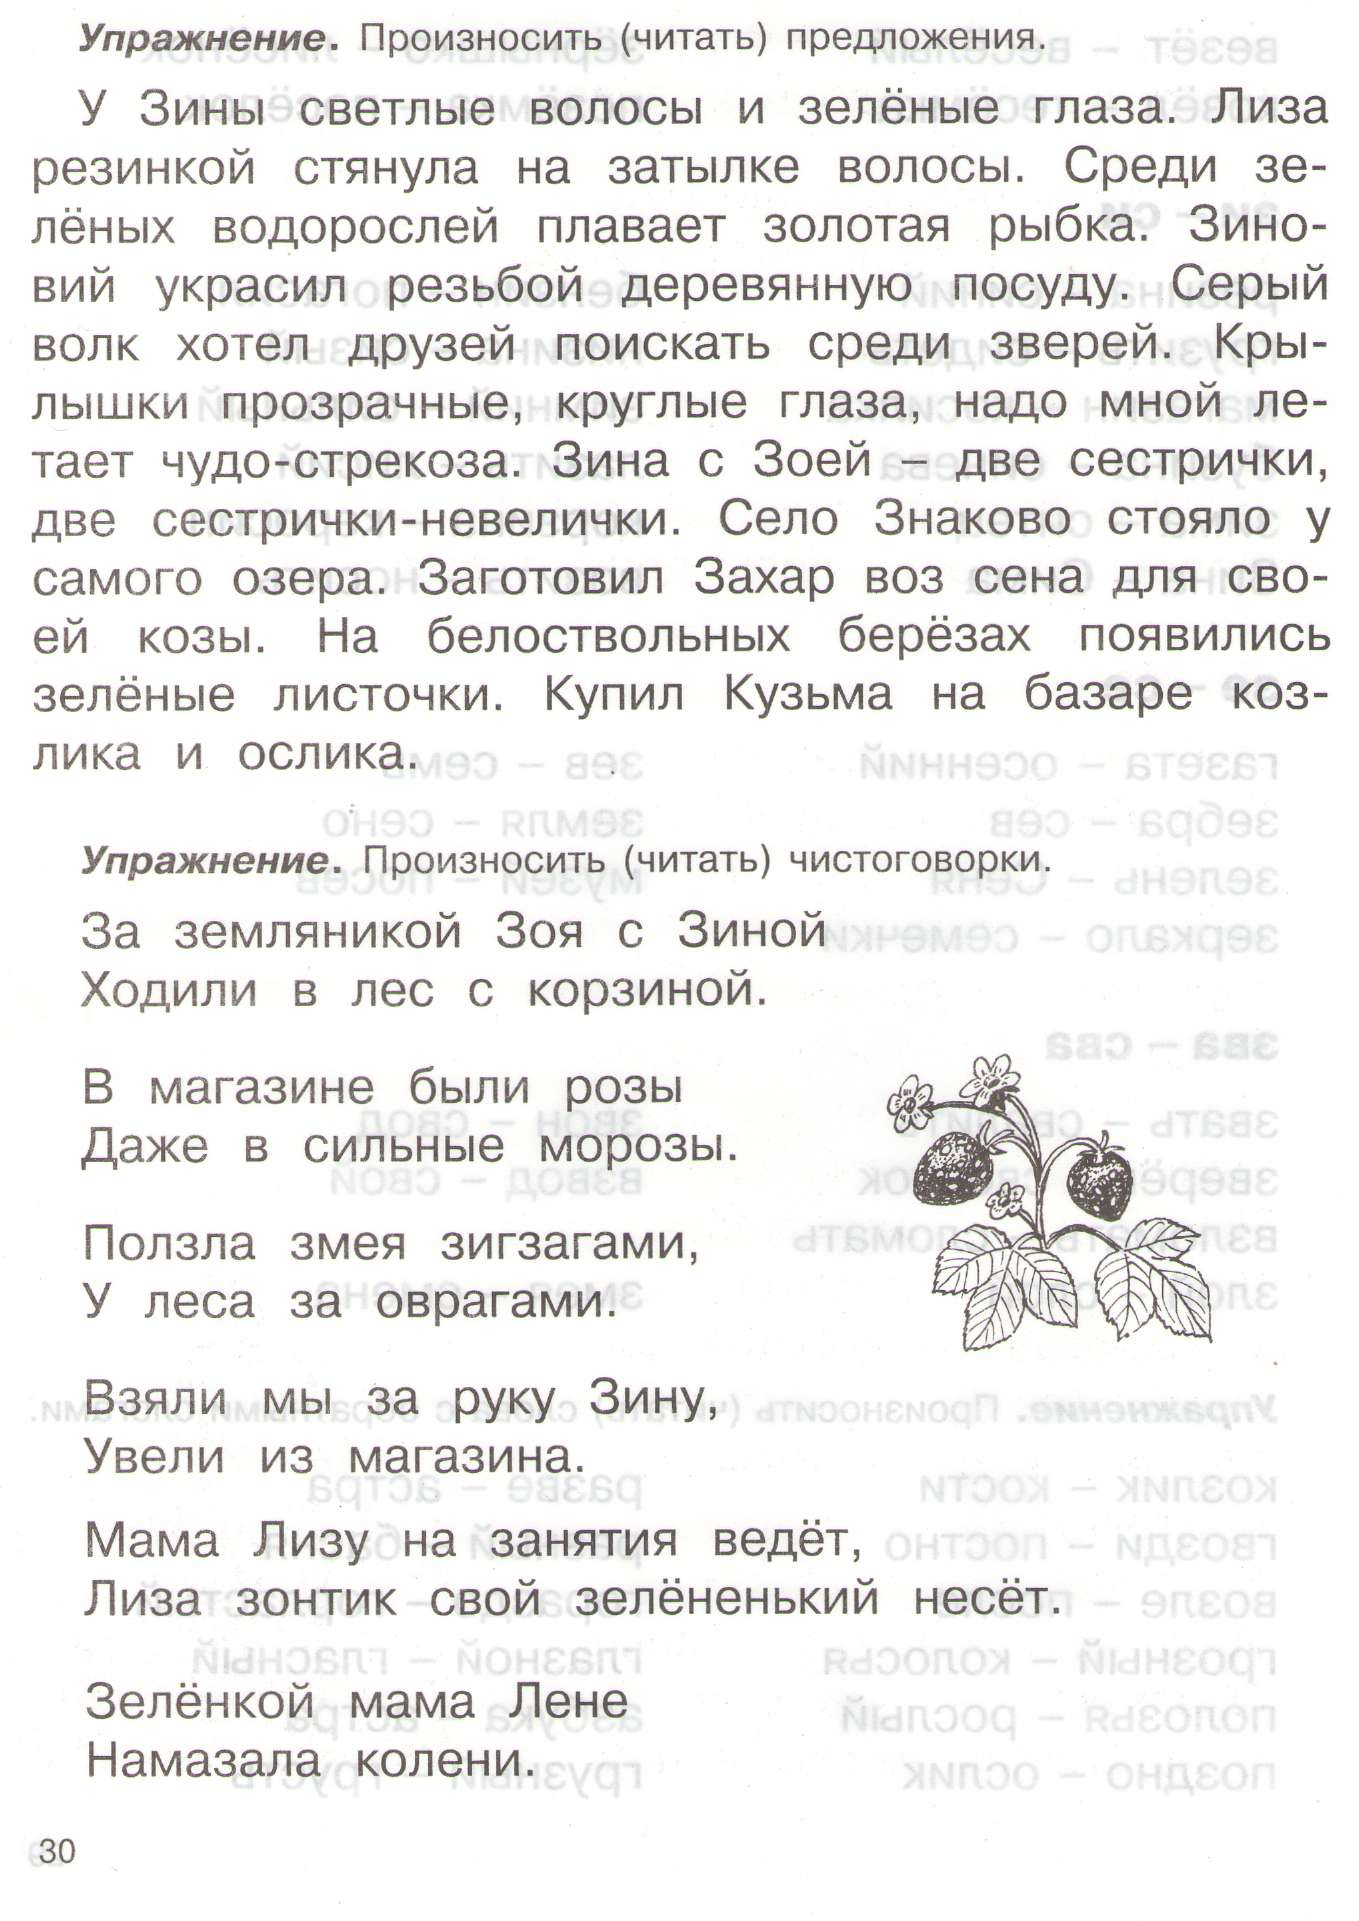 Упражнение. Произносить (читать) предложения.
У Зины светлые волосы и зелёные глаза. Лиза
резинкой стянула на затылке волосы. Среди зе-
лёных водорослей плавает золотая рыбка. Зино-
вий украсил резьбой деревянную посуду. Серый
волк хотел друзей поискать среди зверей. Кры-
лышки прозрачные, круглые глаза, надо мной ле-
тает чудо-стрекоза. Зина с Зоей – две сестрички,
две сестрички-невелички. Село Знаково стояло у
самого озера. Заготовил Захар воз сена для сво-
ей козы. На белоствольных берёзах появились
зелёные листочки. Купил Кузьма на базаре коз-
лика и ослика.
Упражнение. Произносить (читать) чистоговорки.
За земляникой Зоя с Зиной
Ходили в лес с корзиной.
В магазине были розы
Даже в сильные морозы.
Ползла змея зигзагами,
У леса за оврагами.
Взяли мы за руку Зину,
Увели из магазина.
Мама Лизу на занятия ведёт,
Лиза зонтик свой зелёненький несёт.
Зелёнкой мама Лене
Намазала колени.
30